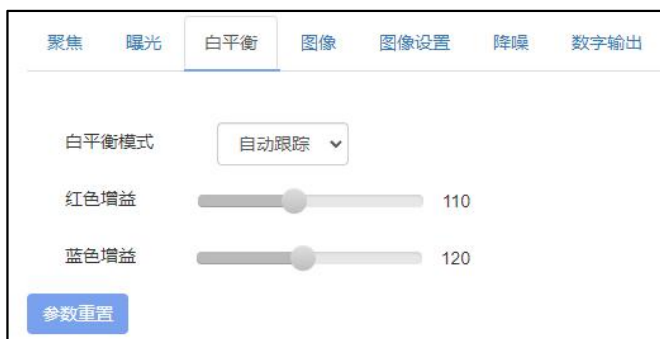 聚焦 曝光 白平衡 图像 图像设置 降噪 数字输出
白平衡模式 自动跟踪
红色增益 110
蓝色增益 120
参数重置